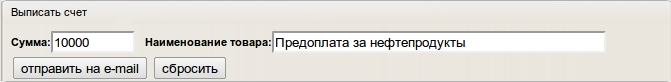 Выписать счет
Сумма: 10000 Наименование товара: Предоплата за нефтепродукты
отправить на e-mail сбросить